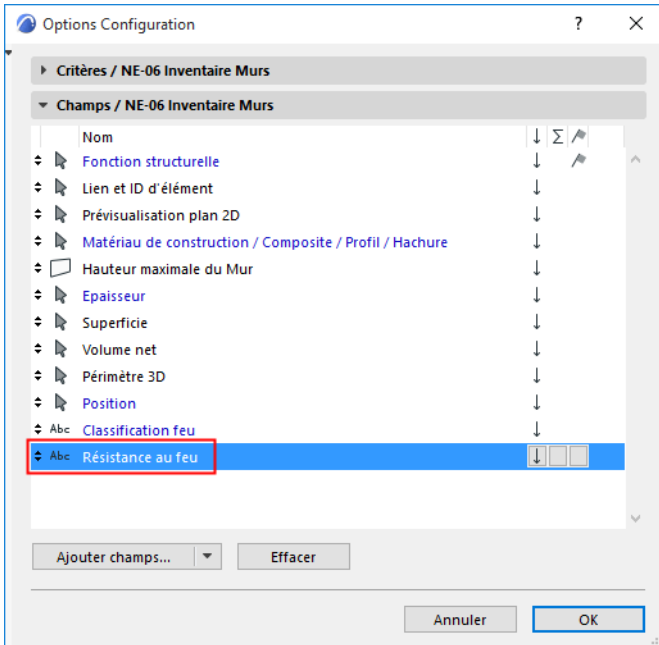 Options Configuration
Critères / NE-06 Inventaire Murs
Champs / NE-06 Inventaire Murs
Nom
Fonction structurelle
Lien et ID d'élément
Prévisualisation plan 2D
Matériau de construction / Composite / Profil / Hachure
Hauteur maximale du Mur
Epaisseur
Superficie
Volume net
Périmètre 3D
Position
Abc Classification feu
Abc Résistance au feu
Ajouter champs...
Effacer
Annuler
OK